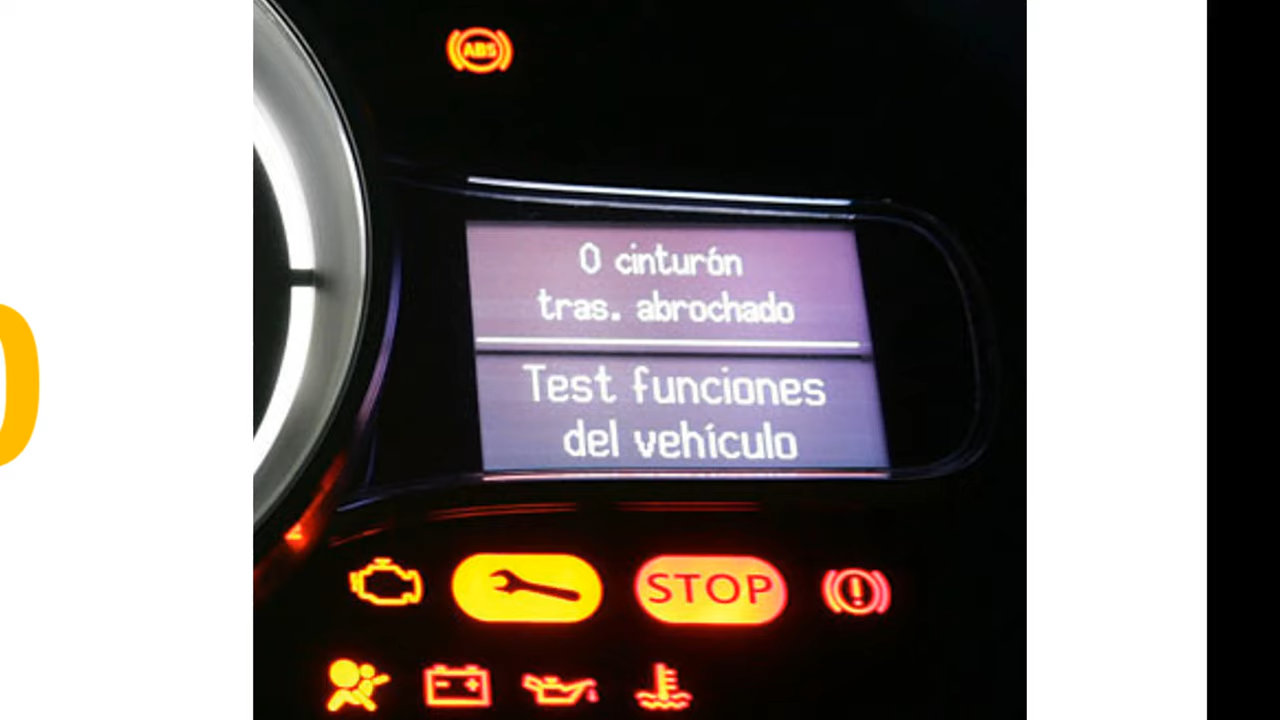 ABS
0 cinturón
tras. abrochado
Test funciones
del vehículo
STOP